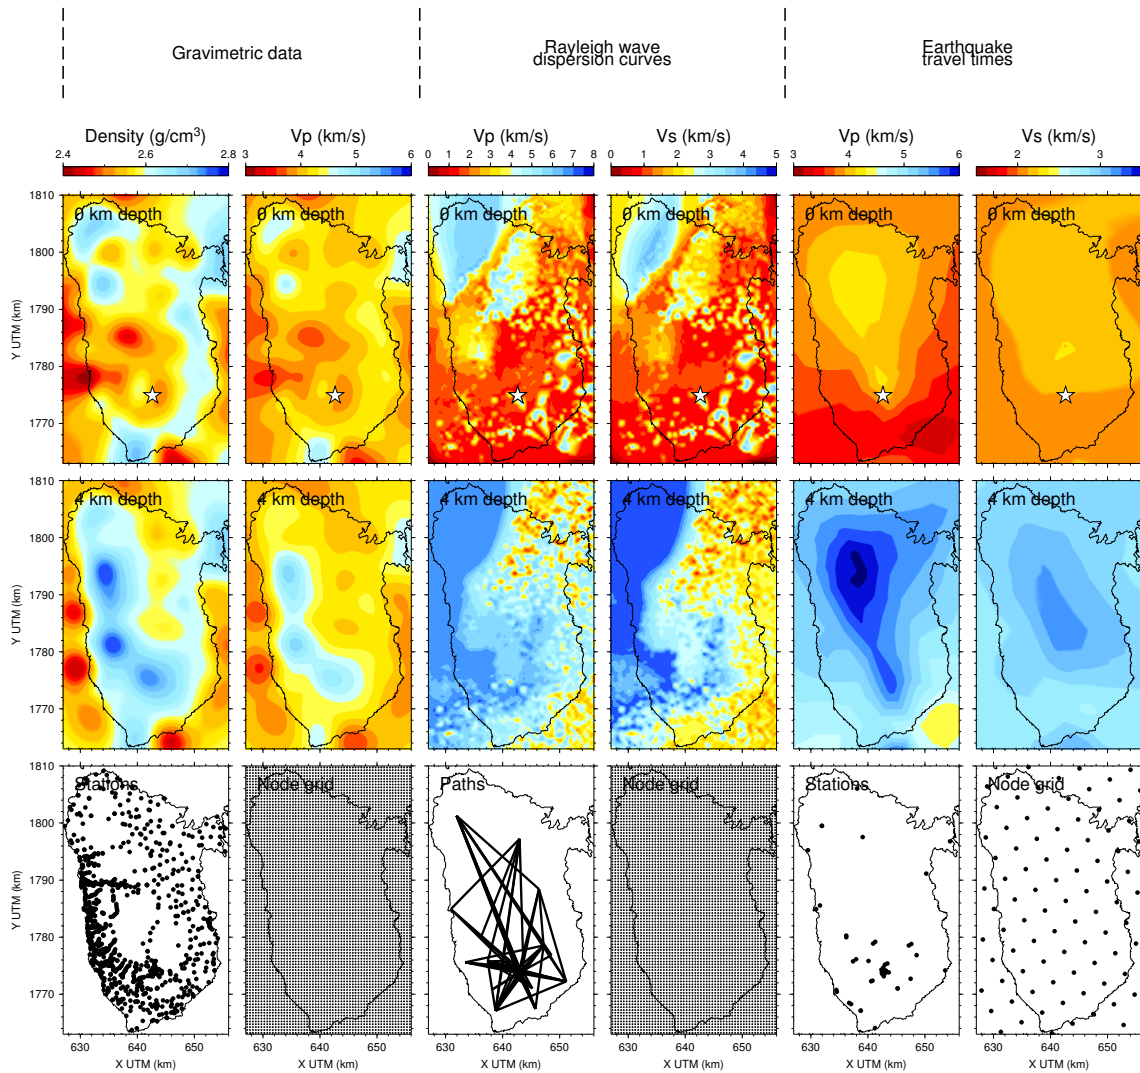 Gravimetric data
Rayleigh wave
dispersion curves
Earthquake
travel times
Density (g/cm³)
Vp (km/s)
Vp (km/s)
Vs (km/s)
Vp (km/s)
Vs (km/s)
2.4 2.6 2.8
3 4 5 6
0 1 2 3 4 5 6 7 8
0 1 2 3 4 5
3 4 5 6
2 3
1810
1800
1790
1780
1770
Y UTM (km)
0 km depth
0 km depth
0 km depth
0 km depth
0 km depth
0 km depth
1810
1800
1790
1780
1770
Y UTM (km)
4 km depth
4 km depth
4 km depth
4 km depth
4 km depth
4 km depth
1810
1800
1790
1780
1770
Y UTM (km)
Stations
Node grid
Paths
Node grid
Stations
Node grid
630 640 650
630 640 650
630 640 650
630 640 650
630 640 650
630 640 650
X UTM (km)
X UTM (km)
X UTM (km)
X UTM (km)
X UTM (km)
X UTM (km)